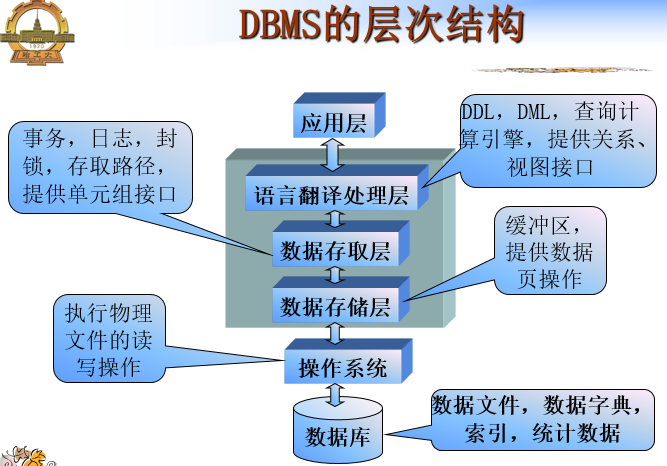 DBMS的层次结构
1920
哈工大
应用层
DDL，DML，查询计
算引擎，提供关系、
视图接口
事务，日志，封
锁，存取路径，
提供单元组接口
语言翻译处理层
数据存取层
缓冲区，
提供数据
页操作
数据存储层
执行物理
文件的读
写操作
操作系统
数据库
数据文件，数据字典，
索引，统计数据